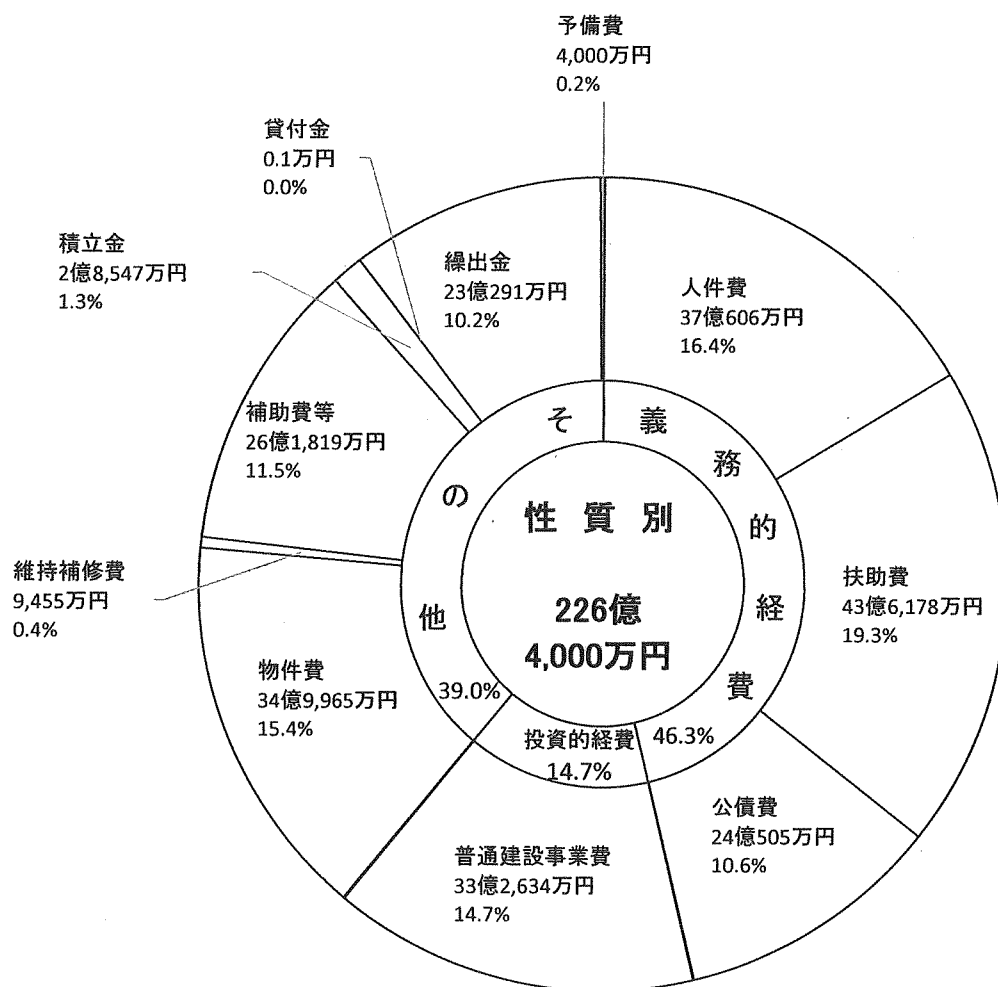 予備費
4,000万円
0.2%
貸付金
0.1万円
0.0%
積立金
2億8,547万円
1.3%
繰出金
23億291万円
10.2%
人件費
37億606万円
16.4%
補助費等
26億1,819万円
11.5%
維持補修費
9,455万円
0.4%
扶助費
43億6,178万円
19.3%
物件費
34億9,965万円
15.4%
公債費
24億505万円
10.6%
普通建設事業費
33億2,634万円
14.7%
義務的経費
46.3%
その他
39.0%
投資的経費
14.7%
性質別
226億
4,000万円